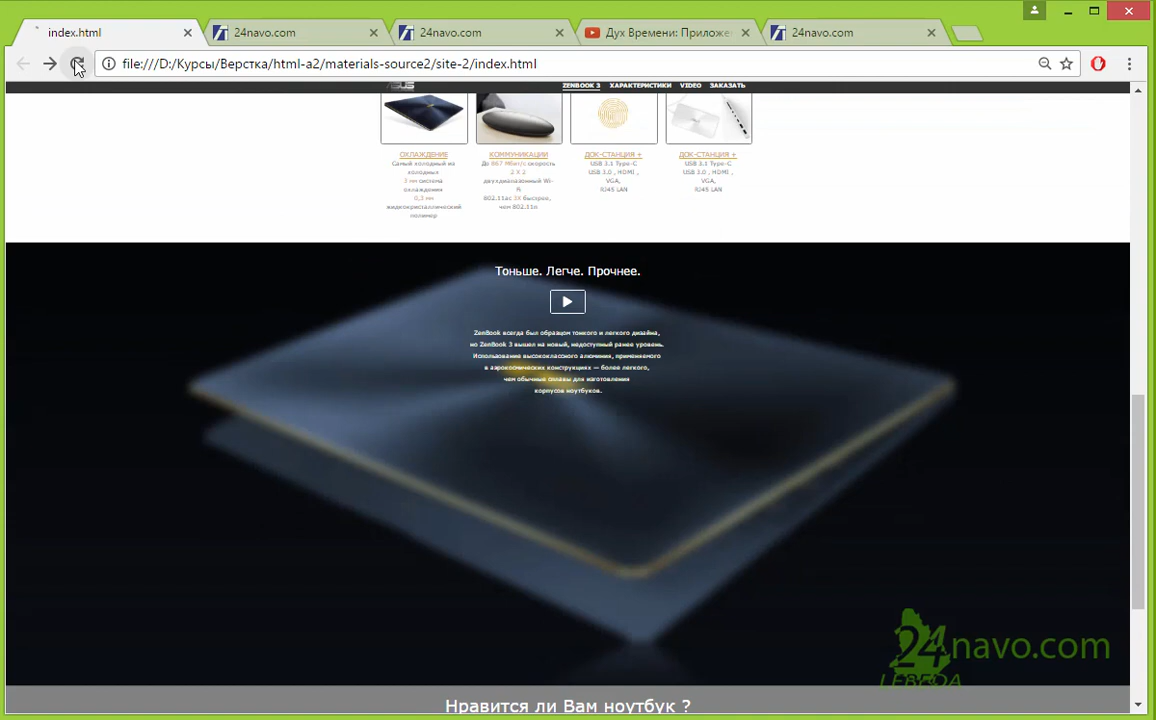 index.html
24navo.com
24navo.com
Дух Времени: Приложе
24navo.com
file:///D:/Курсы/Верстка/html-a2/materials-source2/site-2/index.html
ASUS
ZENBOOK 3 ХАРАКТЕРИСТИКИ VIDEO ЗАКАЗАТЬ
ОХЛАЖДЕНИЕ
Самый холодный из
холодных
3 мм система
охлаждения
0,3 мм
жидкокристаллический
полимер
КОММУНИКАЦИИ
До 867 Мбит/с скорость
2 X 2
двухдиапазонный Wi-
Fi
802.11ac 3X быстрей,
чем 802.11n
ДОК-СТАНЦИЯ +
USB 3.1 Type-C
USB 3.0 , HDMI ,
VGA,
RJ45 LAN
ДОК-СТАНЦИЯ +
USB 3.1 Type-C
USB 3.0 , HDMI ,
VGA,
RJ45 LAN
Тоньше. Легче. Прочнее.
ZenBook всегда был образцом тонкого и легкого дизайна,
но ZenBook 3 вышел на новый, недоступный ранее уровень.
Использование высококлассного алюминия, применяемого
в аэрокосмических конструкциях — более легкого,
чем обычные сплавы для изготовления
корпусов ноутбуков.
24navo.com
LEBEDA
Нравится ли Вам ноутбук ?